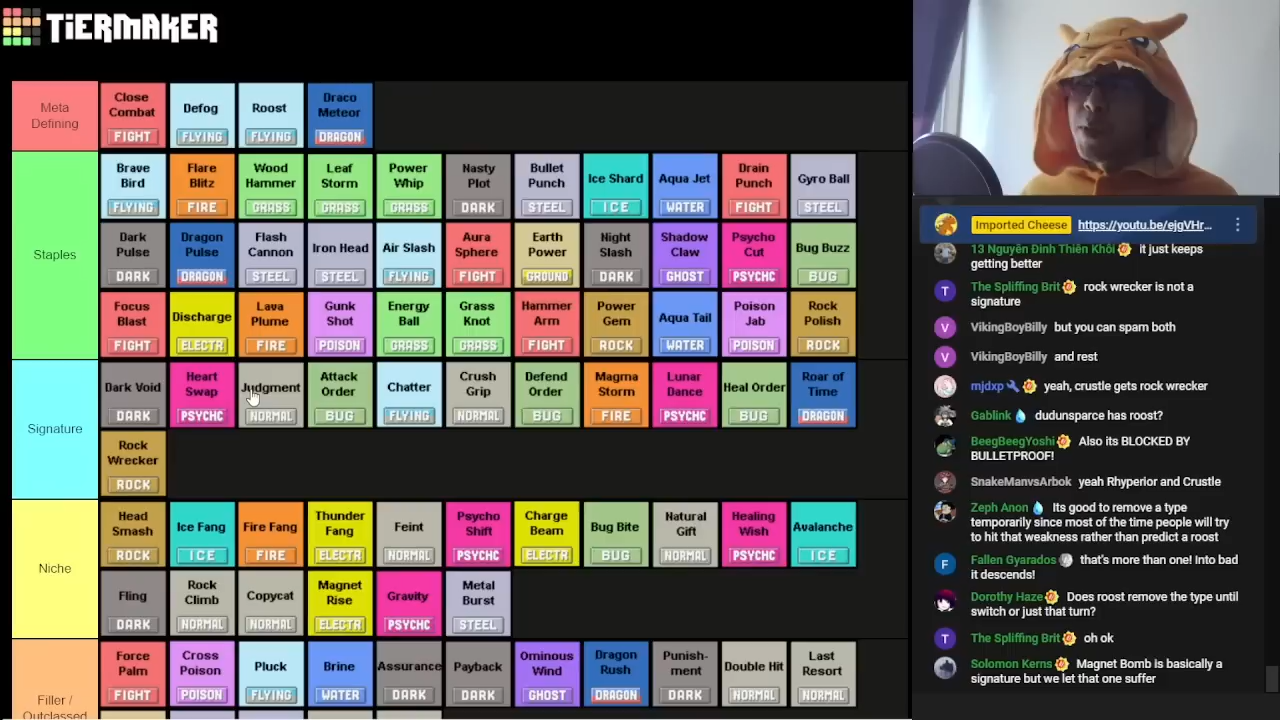 TiERMAKER
Meta
Defining
Close
Combat
FIGHT
Defog
FLYING
Roost
FLYING
Draco
Meteor
DRAGON
Staples
Brave
Bird
FLYING
Flare
Blitz
FIRE
Wood
Hammer
GRASS
Leaf
Storm
GRASS
Power
Whip
GRASS
Nasty
Plot
DARK
Bullet
Punch
STEEL
Ice Shard
ICE
Aqua Jet
WATER
Drain
Punch
FIGHT
Gyro Ball
STEEL
Dark
Pulse
DARK
Dragon
Pulse
DRAGON
Flash
Cannon
STEEL
Iron Head
STEEL
Air Slash
FLYING
Aura
Sphere
FIGHT
Earth
Power
GROUND
Night
Slash
DARK
Shadow
Claw
GHOST
Psycho
Cut
PSYCHC
Bug Buzz
BUG
Focus
Blast
FIGHT
Discharge
ELECTR
Lava
Plume
FIRE
Gunk
Shot
POISON
Energy
Ball
GRASS
Grass
Knot
GRASS
Hammer
Arm
FIGHT
Power
Gem
ROCK
Aqua Tail
WATER
Poison
Jab
POISON
Rock
Polish
ROCK
Signature
Dark Void
DARK
Heart
Swap
PSYCHC
Judgment
NORMAL
Attack
Order
BUG
Chatter
FLYING
Crush
Grip
NORMAL
Defend
Order
BUG
Magma
Storm
FIRE
Lunar
Dance
PSYCHC
Heal Order
BUG
Roar of
Time
DRAGON
Rock
Wrecker
ROCK
Niche
Head
Smash
ROCK
Ice Fang
ICE
Fire Fang
FIRE
Thunder
Fang
ELECTR
Feint
NORMAL
Psycho
Shift
PSYCHC
Charge
Beam
ELECTR
Bug Bite
BUG
Natural
Gift
NORMAL
Healing
Wish
PSYCHC
Avalanche
ICE
Fling
DARK
Rock
Climb
NORMAL
Copycat
NORMAL
Magnet
Rise
ELECTR
Gravity
PSYCHC
Metal
Burst
STEEL
Filler /
Outclassed
Force
Palm
FIGHT
Cross
Poison
POISON
Pluck
FLYING
Brine
WATER
Assurance
DARK
Payback
DARK
Ominous
Wind
GHOST
Dragon
Rush
DRAGON
Punish-
ment
DARK
Double Hit
NORMAL
Last
Resort
NORMAL
Imported Cheese https://youtu.be/ejgVHr...
13 Nguyên Đinh Thiên Khôi it just keeps
getting better
T The Spliffing Brit rock wrecker is not a
signature
V VikingBoyBilly but you can spam both
V VikingBoyBilly and rest
mjdxp yeah, crustle gets rock wrecker
Gablink dudunsparce has roost?
BeegBeegYoshi Also its BLOCKED BY
BULLETPROOF!
SnakeManvsArbok yeah Rhyperior and Crustle
Zeph Anon Its good to remove a type
temporarily since most of the time people will try
to hit that weakness rather than predict a roost
F Fallen Gyarados that's more than one! Into bad
it descends!
Dorothy Haze Does roost remove the type until
switch or just that turn?
T The Spliffing Brit oh ok
Solomon Kerns Magnet Bomb is basically a
signature but we let that one suffer